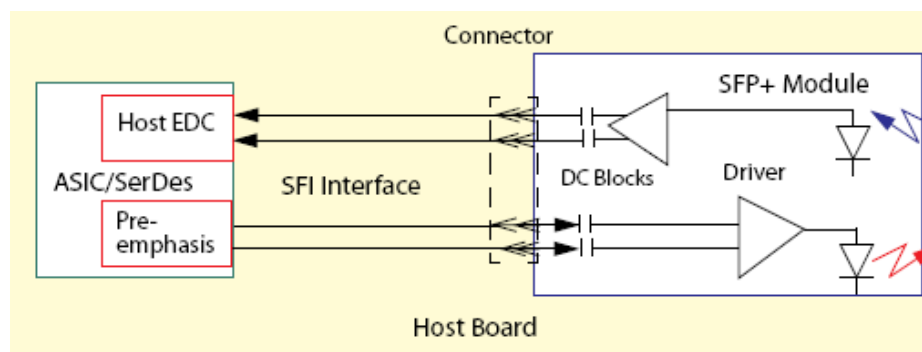 Connector
SFP+ Module
Host EDC
ASIC/SerDes
SFI Interface
DC Blocks
Driver
Pre-
emphasis
Host Board